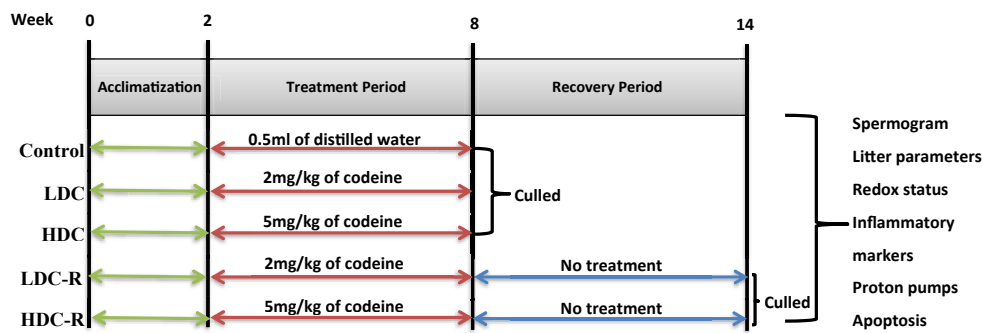 Week
0
2
8
14
Acclimatization
Treatment Period
Recovery Period
Control
0.5ml of distilled water
LDC
2mg/kg of codeine
HDC
5mg/kg of codeine
Culled
LDC-R
2mg/kg of codeine
No treatment
HDC-R
5mg/kg of codeine
No treatment
Culled
Spermogram
Litter parameters
Redox status
Inflammatory
markers
Proton pumps
Apoptosis